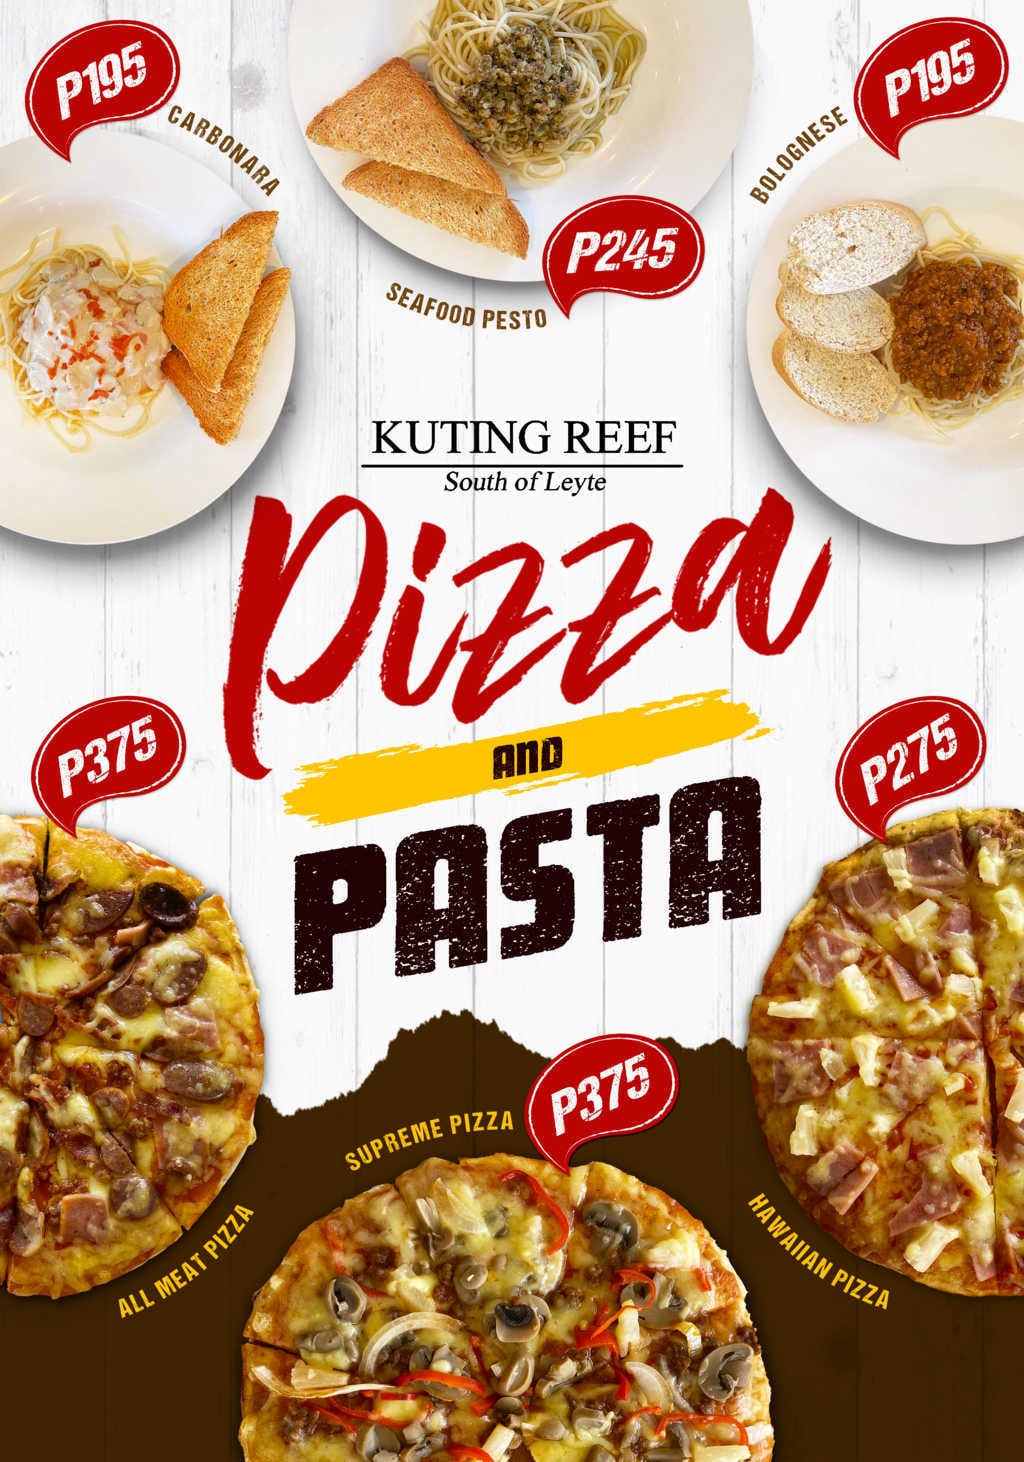 P195
CARBONARA
P245
SEAFOOD PESTO
P195
BOLOGNESE
KUTING REEF
South of Leyte
Pizza
AND
PASTA
P375
ALL MEAT PIZZA
P375
SUPREME PIZZA
P275
HAWAIIAN PIZZA